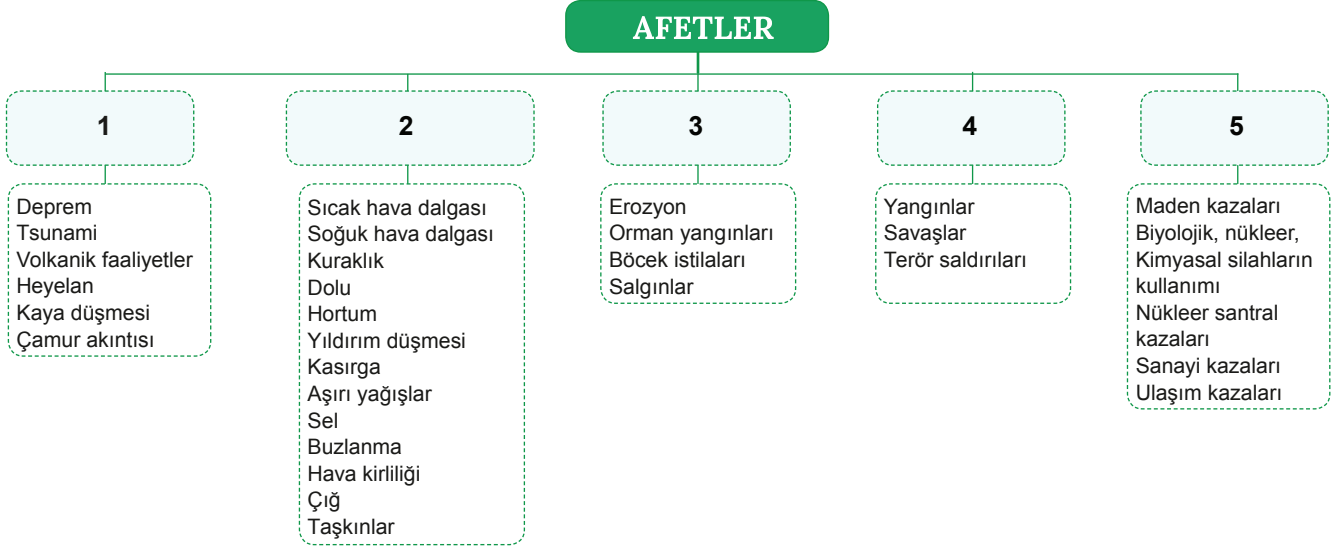 AFETLER
1
2
3
4
5
Deprem
Tsunami
Volkanik faaliyetler
Heyelan
Kaya düşmesi
Çamur akıntısı
Sıcak hava dalgası
Soğuk hava dalgası
Kuraklık
Dolu
Hortum
Yıldırım düşmesi
Kasırga
Aşırı yağışlar
Sel
Buzlanma
Hava kirliliği
Çığ
Taşkınlar
Erozyon
Orman yangınları
Böcek istilaları
Salgınlar
Yangınlar
Savaşlar
Terör saldırıları
Maden kazaları
Biyolojik, nükleer,
Kimyasal silahların
kullanımı
Nükleer santral
kazaları
Sanayi kazaları
Ulaşım kazaları